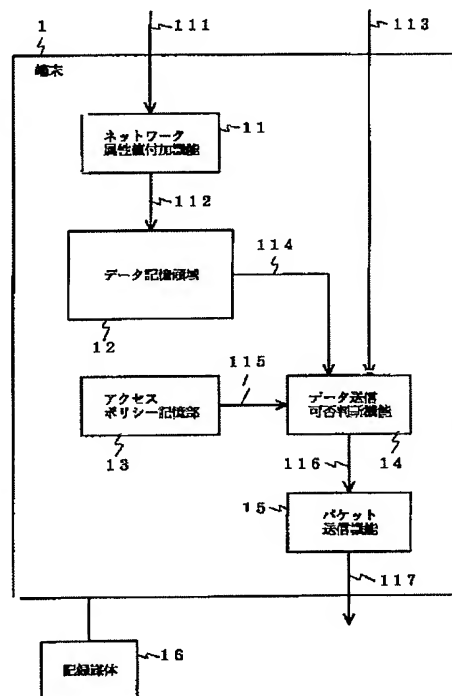 1
111
113
端末
11
ネットワーク
属性値付加機能
112
114
データ記憶領域
12
115
アクセス
ポリシー記憶部
データ送信
可否判断機能
13
116
14
15
パケット
送信機能
117
16
記録媒体